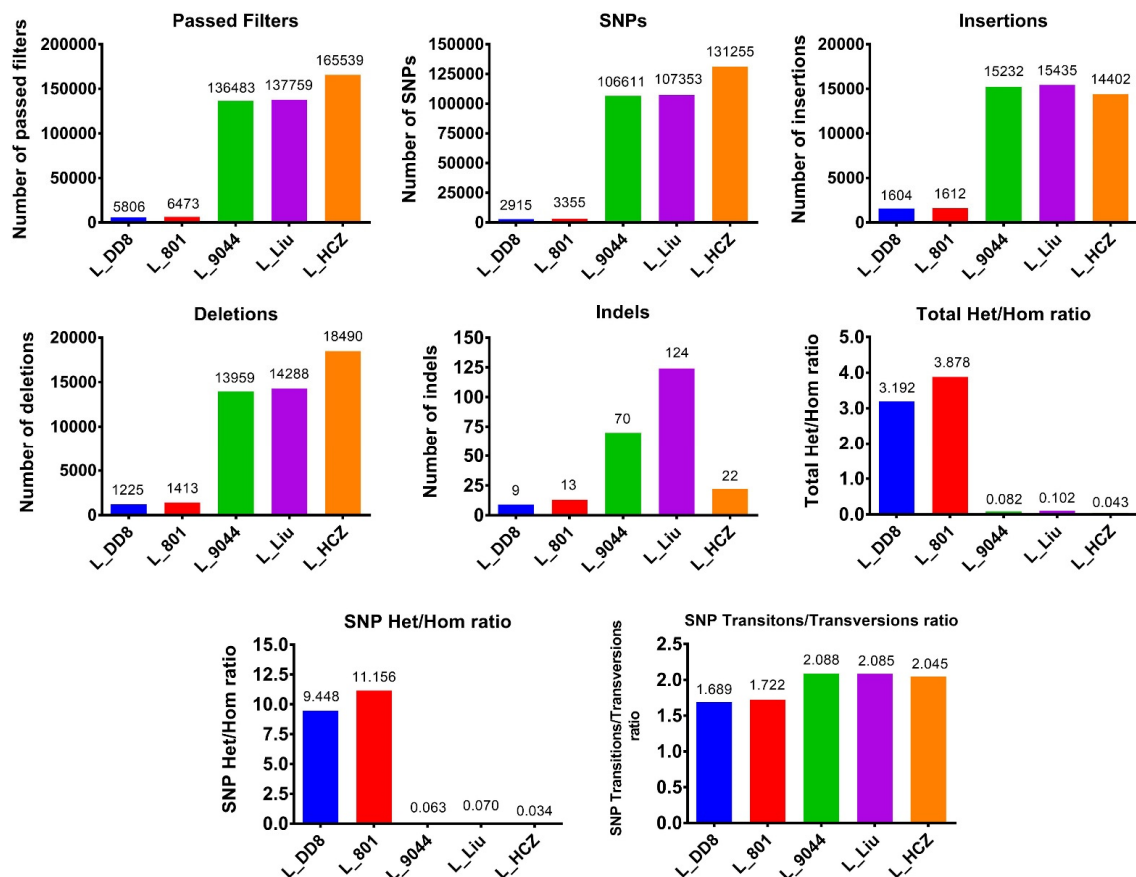 Passed Filters
Number of passed filters
200000
150000
100000
50000
0
5806
6473
136483
137759
165539
L_DD8
L_801
L_9044
L_Liu
L_HCZ
SNPs
Number of SNPs
150000
125000
100000
75000
50000
25000
0
2915
3355
106611
107353
131255
L_DD8
L_801
L_9044
L_Liu
L_HCZ
Insertions
Number of insertions
20000
15000
10000
5000
0
1604
1612
15232
15435
14402
L_DD8
L_801
L_9044
L_Liu
L_HCZ
Deletions
Number of deletions
20000
15000
10000
5000
0
1225
1413
13959
14288
18490
L_DD8
L_801
L_9044
L_Liu
L_HCZ
Indels
Number of indels
150
125
100
75
50
25
0
9
13
70
124
22
L_DD8
L_801
L_9044
L_Liu
L_HCZ
Total Het/Hom ratio
Total Het/Hom ratio
5.0
4.0
3.0
2.0
1.0
0.0
3.192
3.878
0.082
0.102
0.043
L_DD8
L_801
L_9044
L_Liu
L_HCZ
SNP Het/Hom ratio
SNP Het/Hom ratio
15.0
12.5
10.0
7.5
5.0
2.5
0.0
9.448
11.156
0.063
0.070
0.034
L_DD8
L_801
L_9044
L_Liu
L_HCZ
SNP Transitons/Transversions ratio
SNP Transitions/Transversions
ratio
2.5
2.0
1.5
1.0
0.5
0.0
1.689
1.722
2.088
2.085
2.045
L_DD8
L_801
L_9044
L_Liu
L_HCZ